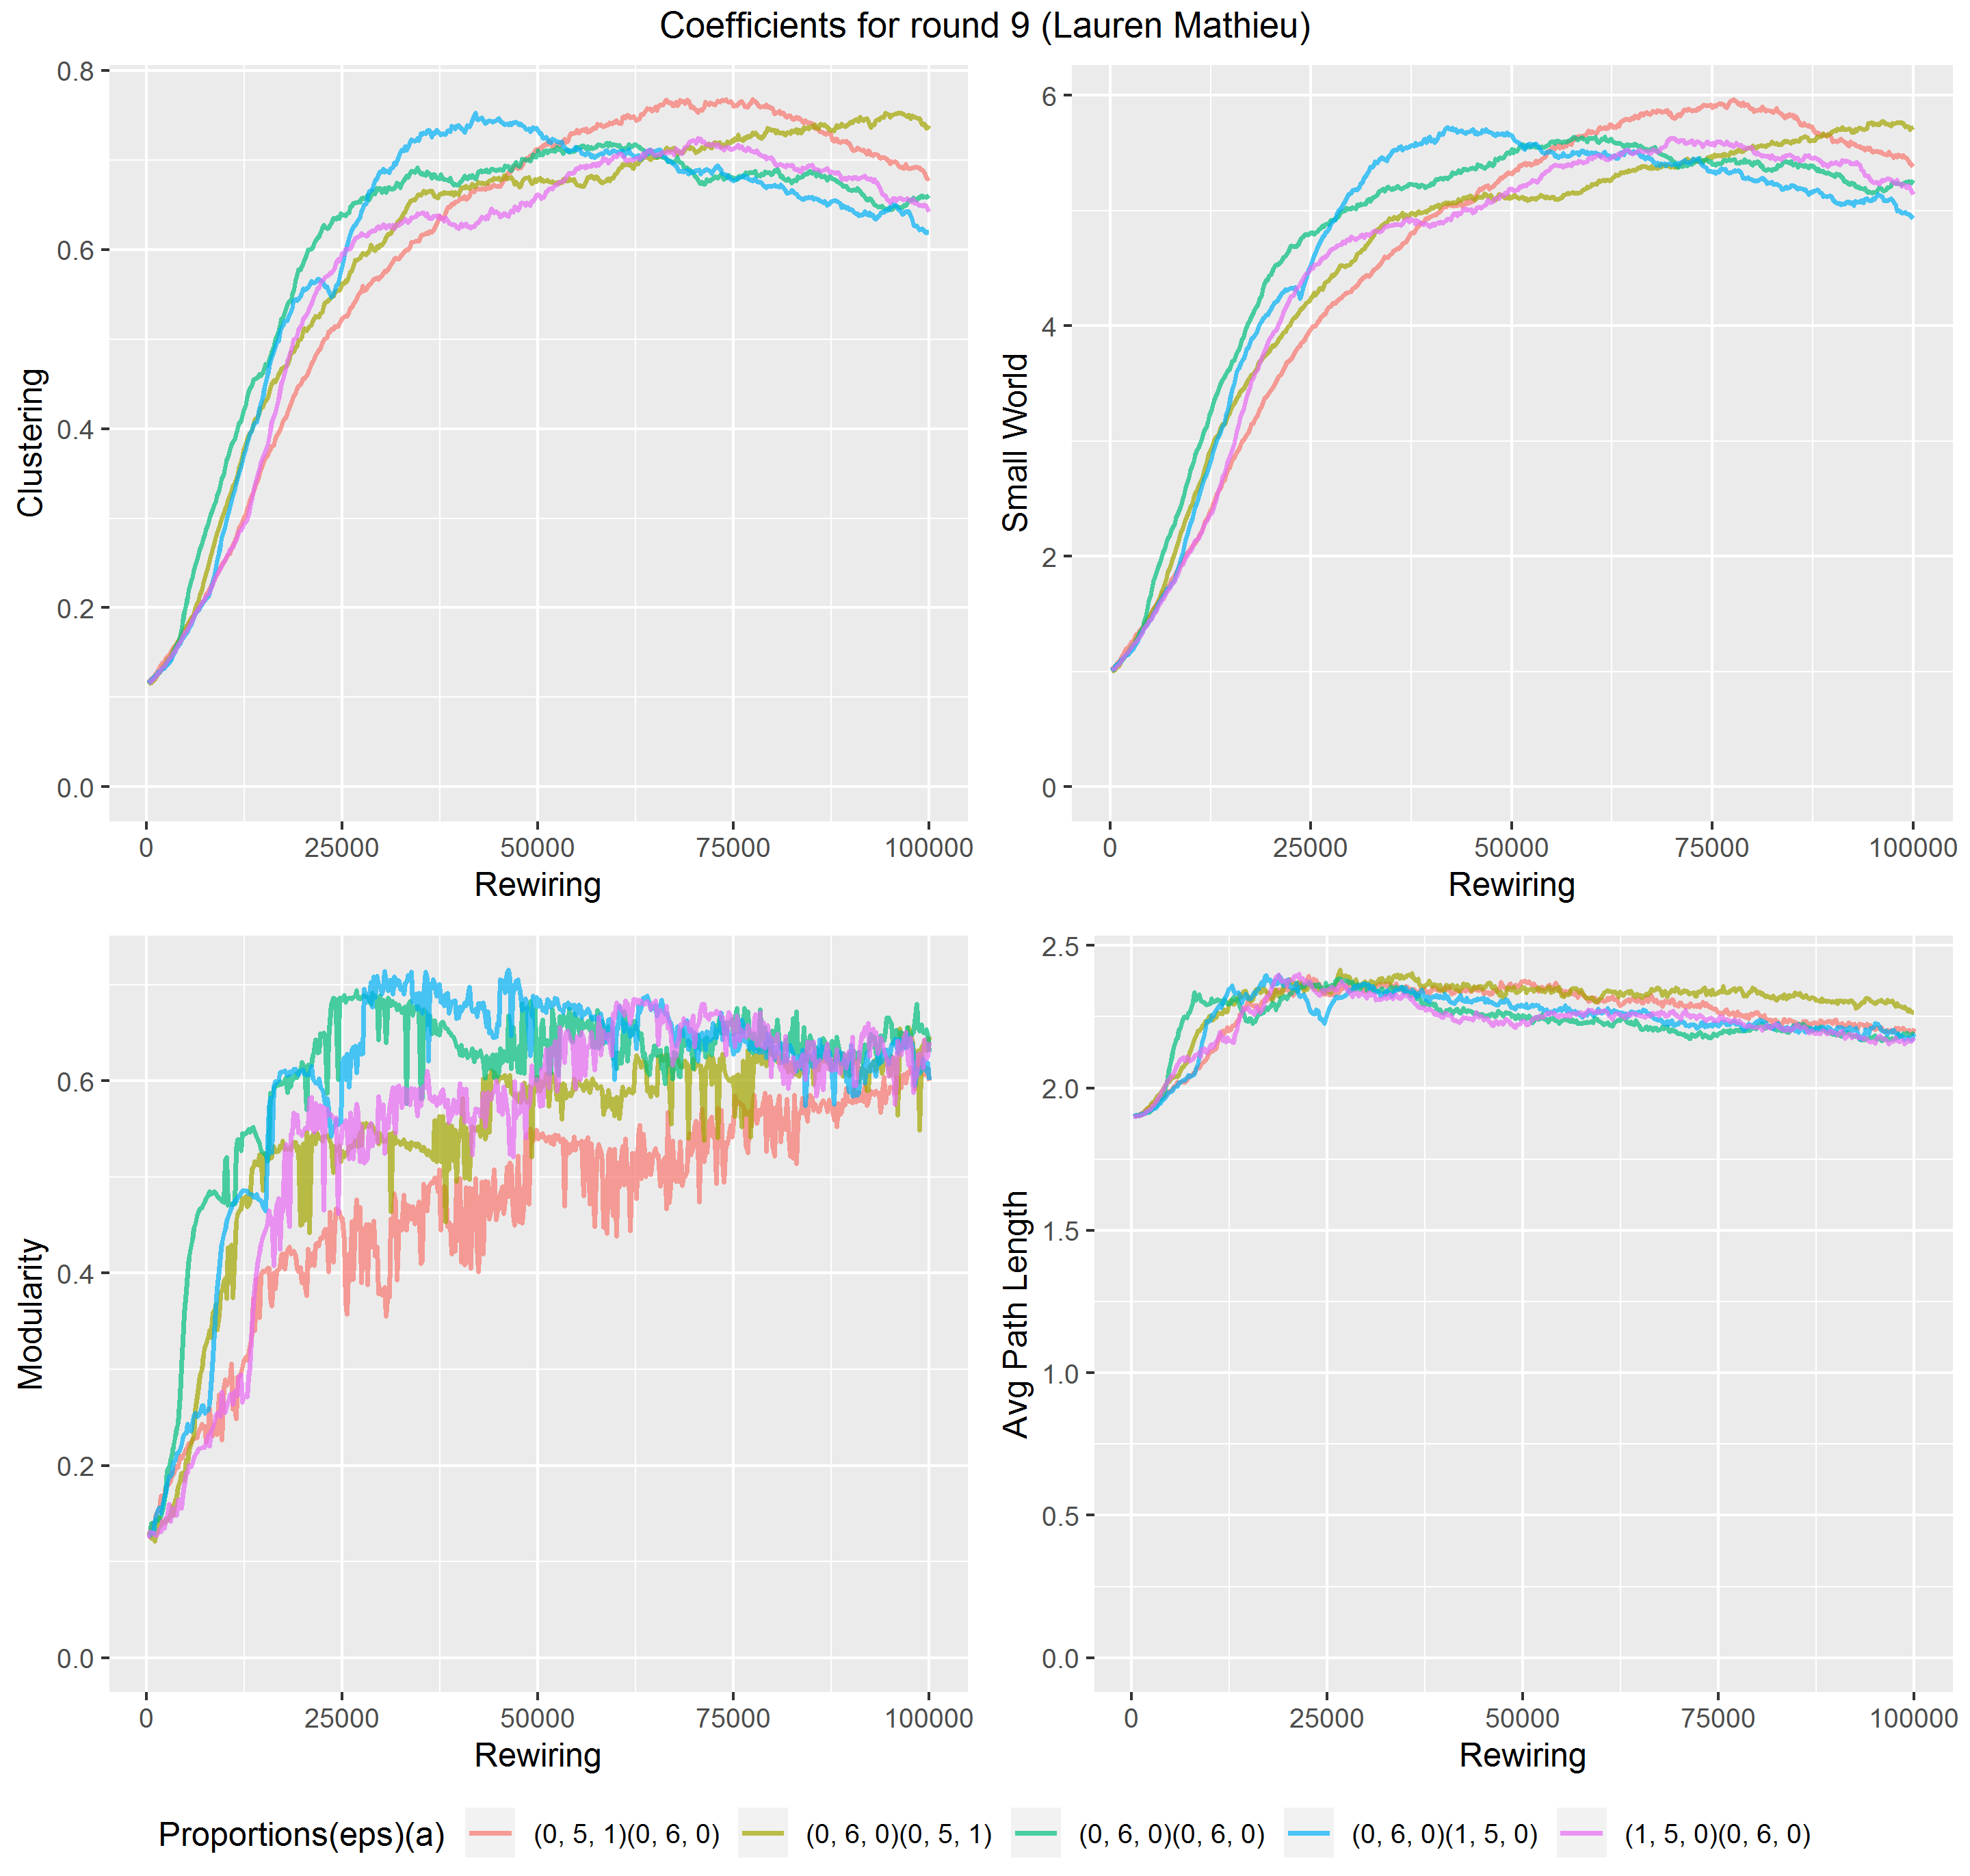 Coefficients for round 9 (Lauren Mathieu)
0.8
0.6
0.4
0.2
0.0
Clustering
0 25000 50000 75000 100000
Rewiring
6
4
2
0
Small World
0 25000 50000 75000 100000
Rewiring
0.6
0.4
0.2
0.0
Modularity
0 25000 50000 75000 100000
Rewiring
2.5
2.0
1.5
1.0
0.5
0.0
Avg Path Length
0 25000 50000 75000 100000
Rewiring
Proportions(eps)(a) (0, 5, 1)(0, 6, 0) (0, 6, 0)(0, 5, 1) (0, 6, 0)(0, 6, 0) (0, 6, 0)(1, 5, 0) (1, 5, 0)(0, 6, 0)